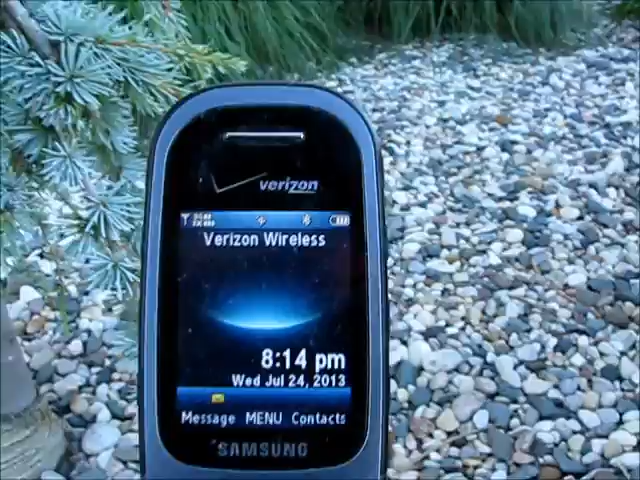 verizon
Verizon Wireless
8:14 pm
Wed Jul 24, 2013
Message MENU Contacts
SAMSUNG